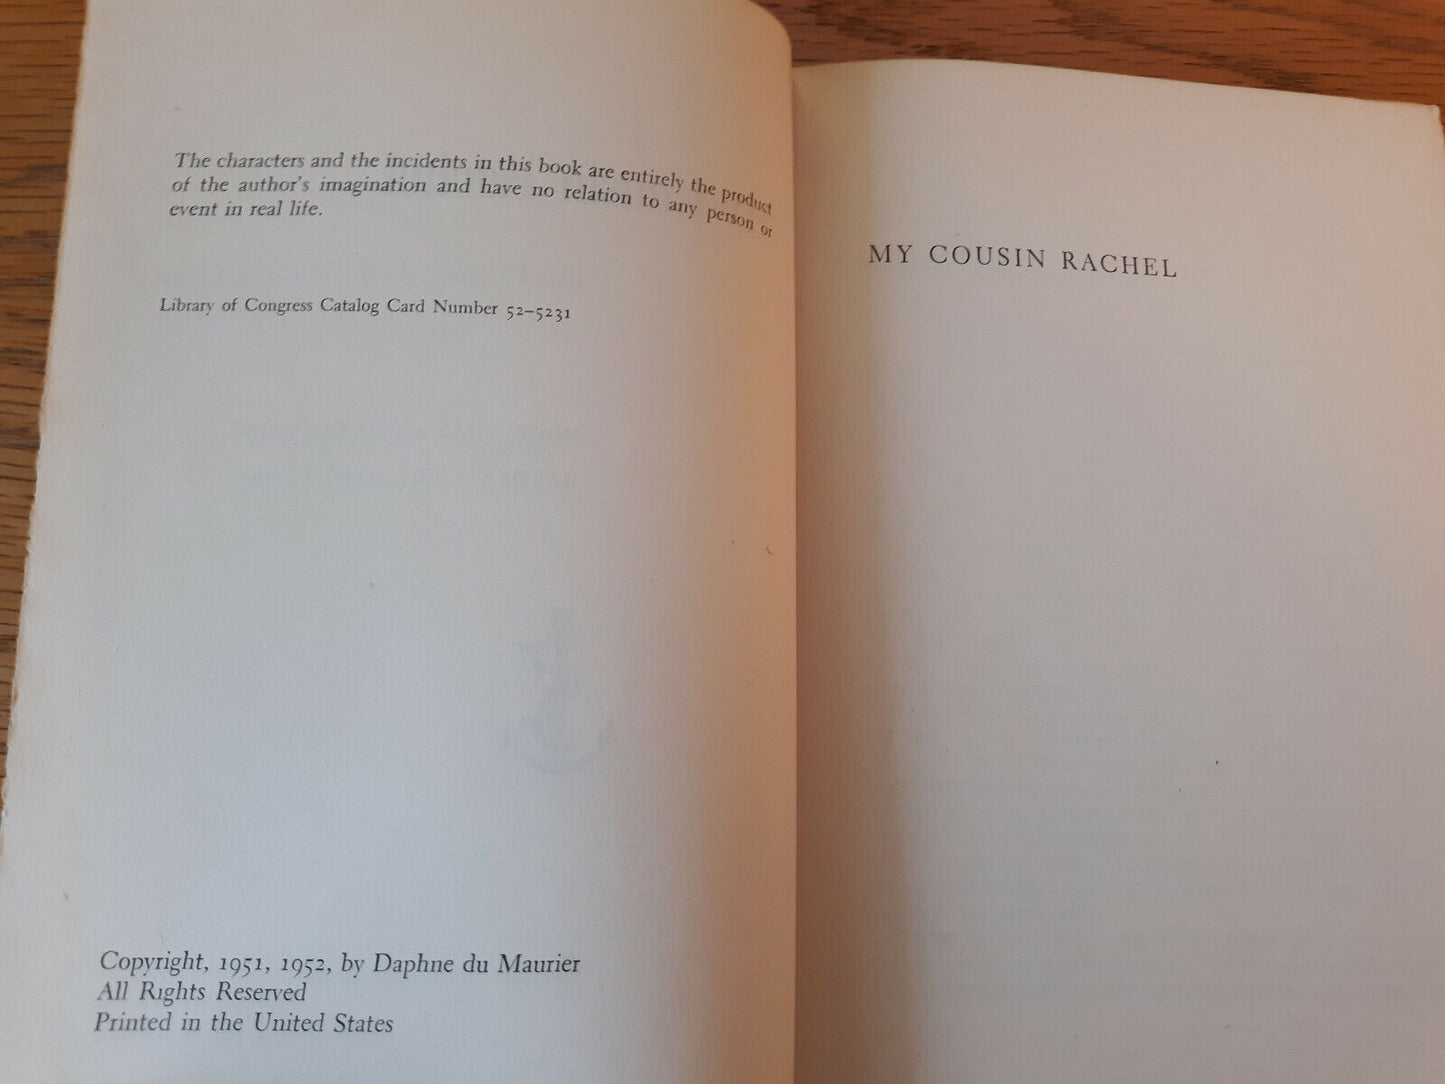 The characters and the incidents in this book are entirely the product
of the author's imagination and have no relation to any person or
event in real life.
Library of Congress Catalog Card Number 52–5231
Copyright, 1951, 1952, by Daphne du Maurier
All Rights Reserved
Printed in the United States
MY COUSIN RACHEL